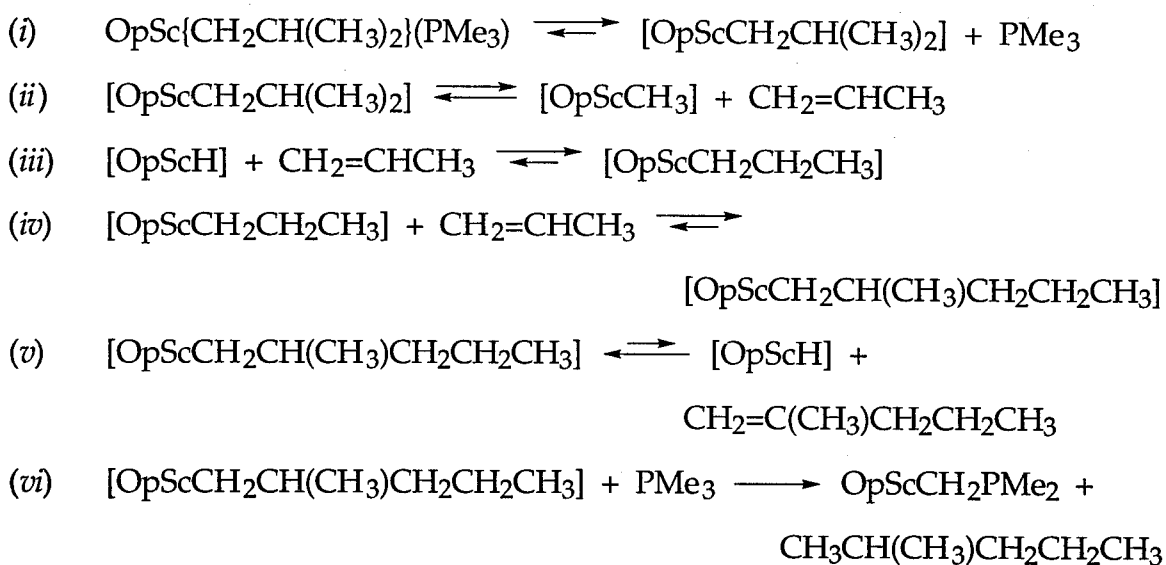 (i) OpSc{CH2CH(CH3)2}(PMe3) ⇌ [OpScCH2CH(CH3)2] + PMe3
(ii) [OpScCH2CH(CH3)2] ⇌ [OpScCH3] + CH2=CHCH3
(iii) [OpScH] + CH2=CHCH3 ⇌ [OpScCH2CH2CH3]
(iv) [OpScCH2CH2CH3] + CH2=CHCH3 ⇌
[OpScCH2CH(CH3)CH2CH2CH3]
(v) [OpScCH2CH(CH3)CH2CH2CH3] ⇌ [OpScH] +
CH2=C(CH3)CH2CH2CH3
(vi) [OpScCH2CH(CH3)CH2CH2CH3] + PMe3 → OpScCH2PMe2 +
CH3CH(CH3)CH2CH2CH3